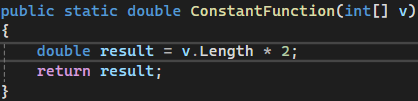 public static double ConstantFunction(int[] v)
{
    double result = v.Length * 2;
    return result;
}